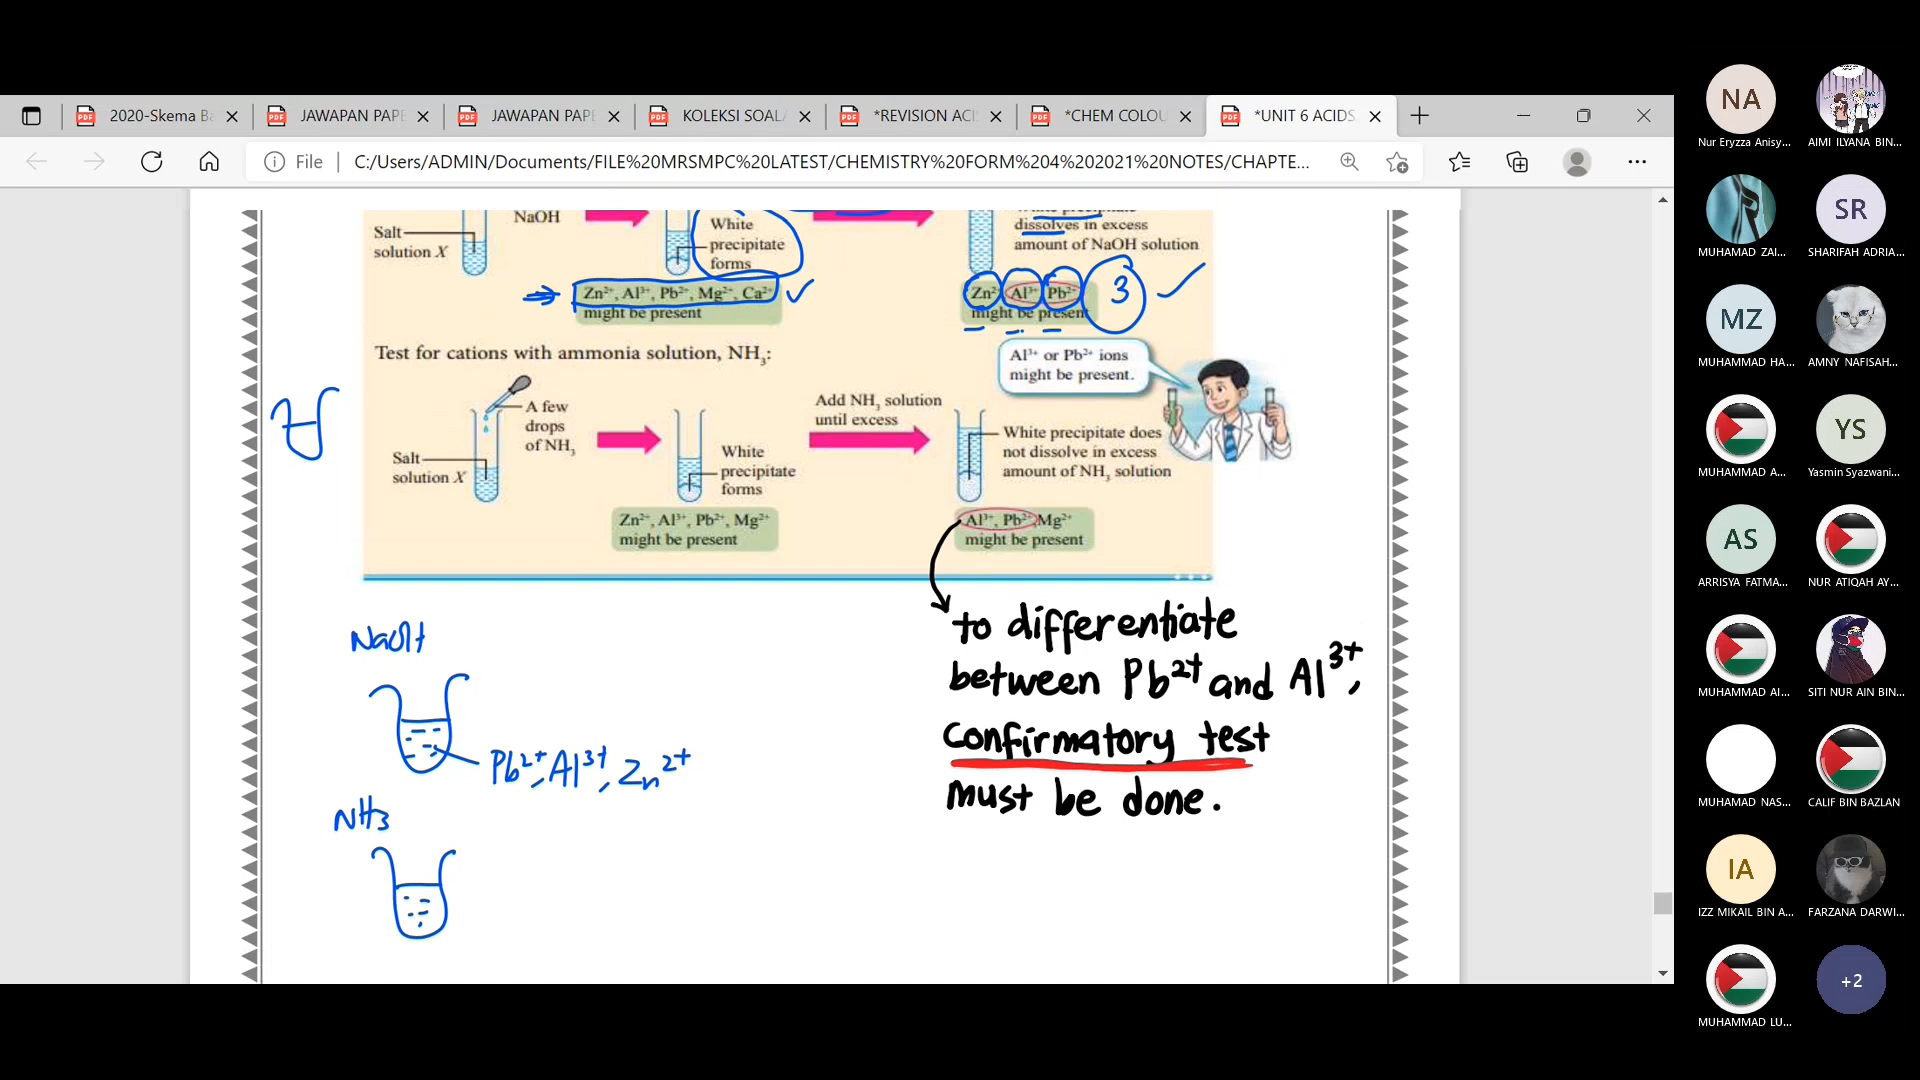 2020-Skema Ba
JAWAPAN PAPE
JAWAPAN PAPE
KOLEKSI SOALA
*REVISION ACI
*CHEM COLOU
*UNIT 6 ACIDS
File
C:/Users/ADMIN/Documents/FILE%20MRSMPC%20LATEST/CHEMISTRY%20FORM%204%202021%20NOTES/CHAPTE...
NaOH
Salt
solution X
White
precipitate
forms
White precipitate
dissolves in excess
amount of NaOH solution
Zn²⁺, Al³⁺, Pb²⁺, Mg²⁺, Ca²⁺
might be present
Zn²⁺ Al³⁺ Pb²⁺
might be present
3
Test for cations with ammonia solution, NH₃:
Al³⁺ or Pb²⁺ ions
might be present.
A few
drops
of NH₃
Salt
solution X
White
precipitate
forms
Add NH₃ solution
until excess
White precipitate does
not dissolve in excess
amount of NH₃ solution
Zn²⁺, Al³⁺, Pb²⁺, Mg²⁺
might be present
Al³⁺, Pb²⁺, Mg²⁺
might be present
to differentiate
between Pb²⁺ and Al³⁺,
confirmatory test
must be done.
NaOH
Pb²⁺, Al³⁺, Zn²⁺
NH₃
NA
Nur Eryzza Anisy...
AIMI ILYANA BIN...
MUHAMAD ZAI...
SR
SHARIFAH ADRIA...
MZ
MUHAMMAD HA...
AMNY NAFISAH...
MUHAMMAD A...
YS
Yasmin Syazwani...
AS
ARRISYA FATMA...
NUR ATIQAH AY...
MUHAMMAD AI...
SITI NUR AIN BIN...
MUHAMAD NAS...
CALIF BIN BAZLAN
IA
IZZ MIKAIL BIN A...
FARZANA DARWI...
MUHAMMAD LU...
+2